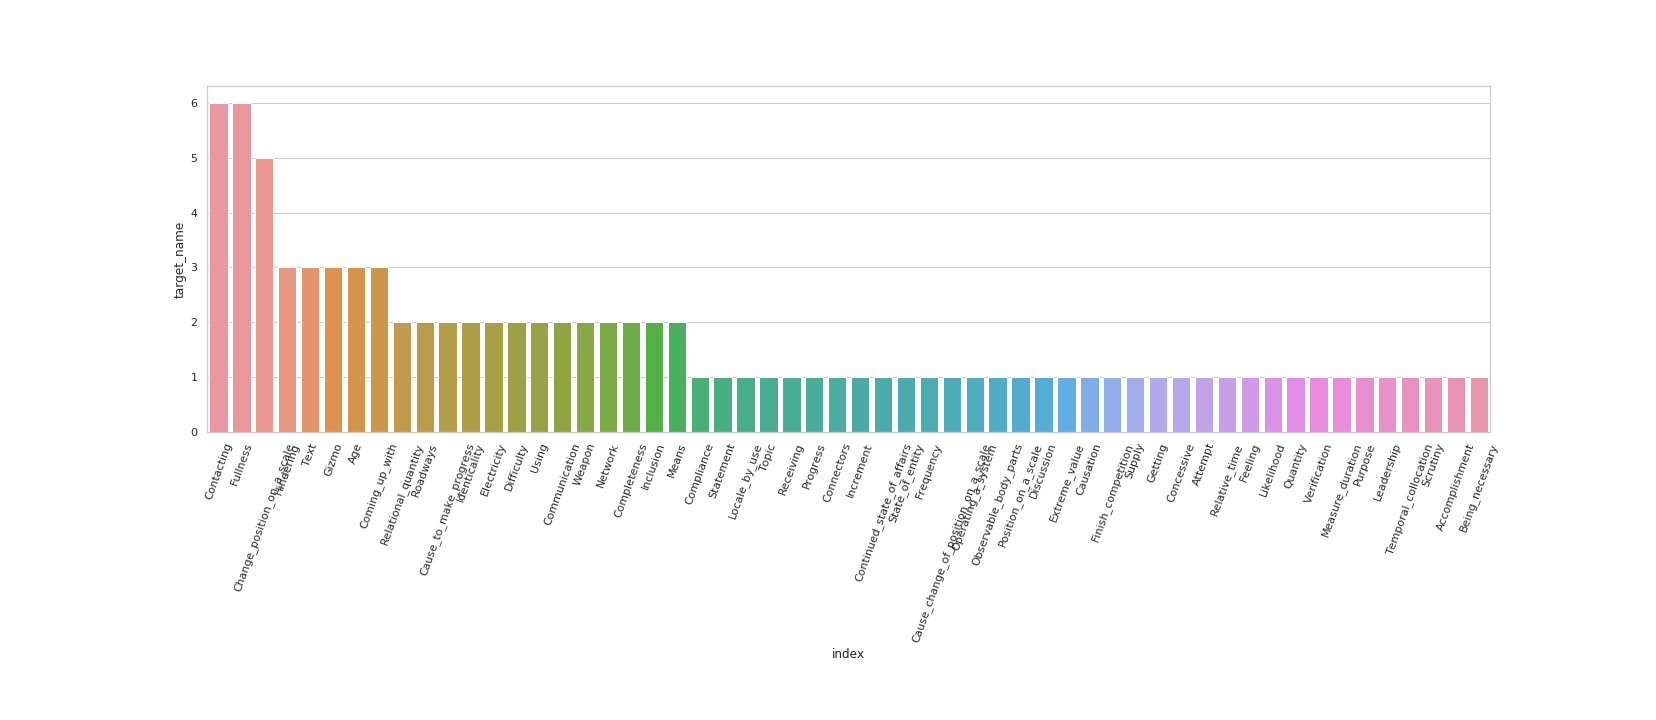 6
5
4
3
2
1
0
target_name
Contacting
Fullness
Change_position_on_a_scale
Hindering
Text
Gizmo
Age
Coming_up_with
Relational_quantity
Roadways
Cause_to_make_progress
Identicality
Electricity
Difficulty
Using
Communication
Weapon
Network
Completeness
Inclusion
Means
Compliance
Statement
Locale_by_use
Topic
Receiving
Progress
Connectors
Increment
Continued_state_of_affairs
State_of_entity
Frequency
Cause_change_of_position_on_a_scale
Operating_a_system
Observable_body_parts
Position_on_a_scale
Discussion
Extreme_value
Causation
Finish_competition
Supply
Getting
Concessive
Attempt
Relative_time
Feeling
Likelihood
Quantity
Verification
Measure_duration
Purpose
Leadership
Temporal_collocation
Scrutiny
Accomplishment
Being_necessary
index